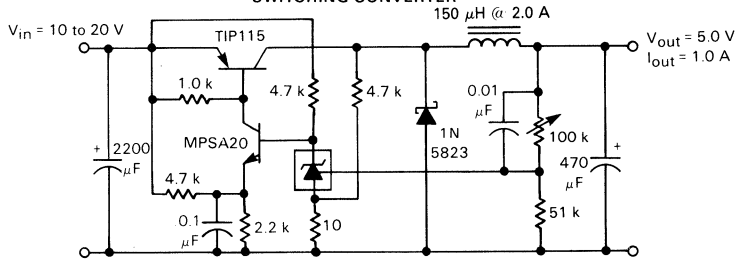 SWITCHING CONVERTER
150 μH @ 2.0 A
Vin = 10 to 20 V
TIP115
Vout = 5.0 V
Iout = 1.0 A
1.0 k
4.7 k
4.7 k
0.01
μF
MPSA20
1N
5823
100 k
+
2200
μF
+
470
μF
4.7 k
0.1
μF
2.2 k
10
51 k